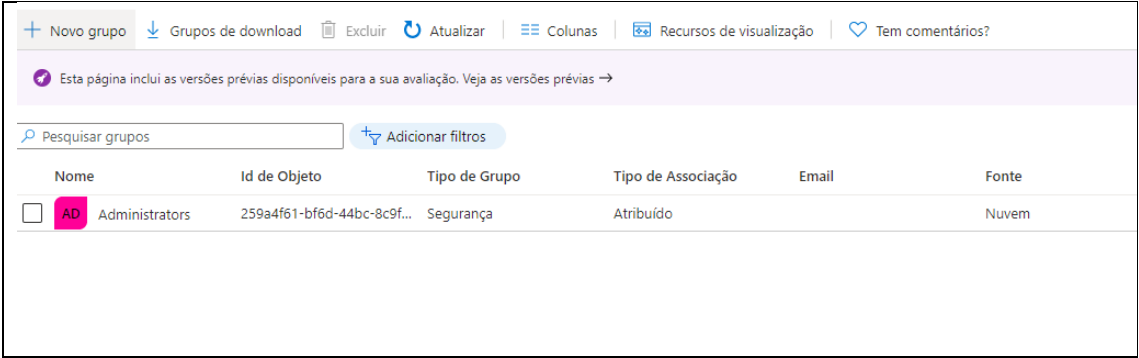 Novo grupo Grupos de download Excluir Atualizar Colunas Recursos de visualização Tem comentários?
Esta página inclui as versões prévias disponíveis para a sua avaliação. Veja as versões prévias →
Pesquisar grupos Adicionar filtros
Nome Id de Objeto Tipo de Grupo Tipo de Associação Email Fonte
AD Administrators 259a4f61-bf6d-44bc-8c9f... Segurança Atribuído Nuvem